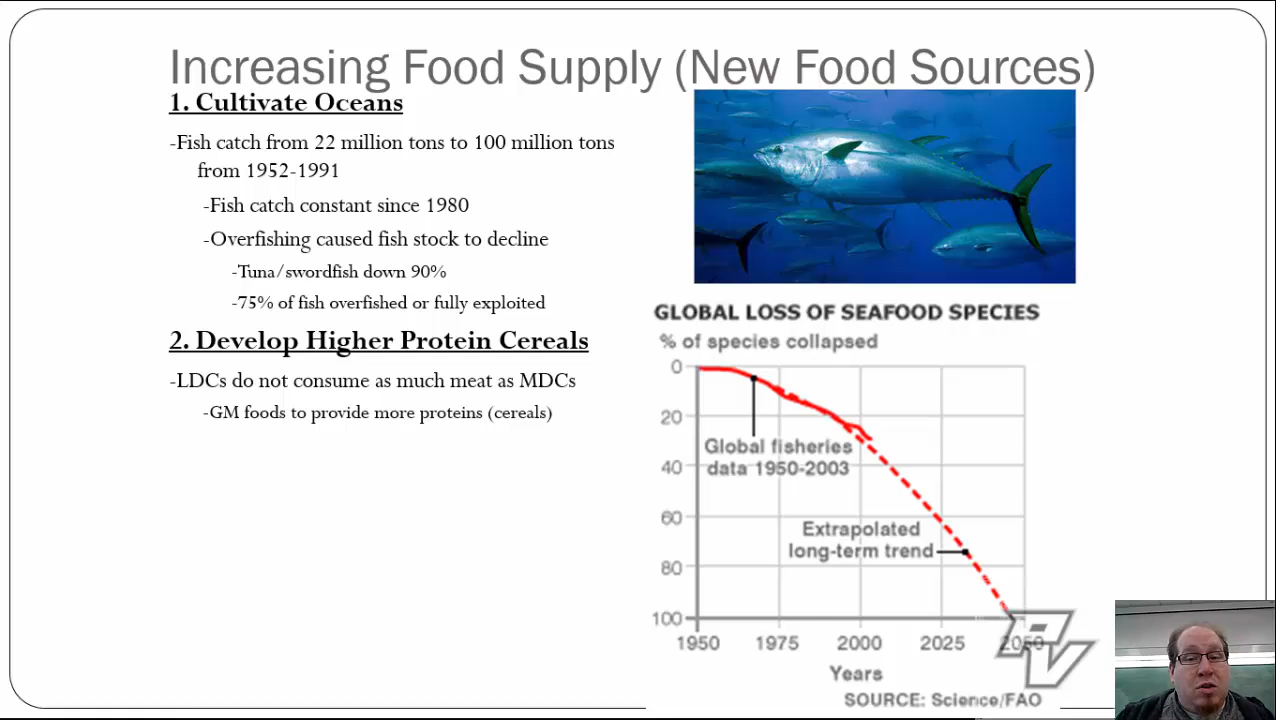 Increasing Food Supply (New Food Sources)
1. Cultivate Oceans
-Fish catch from 22 million tons to 100 million tons
from 1952-1991
-Fish catch constant since 1980
-Overfishing caused fish stock to decline
-Tuna/swordfish down 90%
-75% of fish overfished or fully exploited
2. Develop Higher Protein Cereals
-LDCs do not consume as much meat as MDCs
-GM foods to provide more proteins (cereals)
GLOBAL LOSS OF SEAFOOD SPECIES
% of species collapsed
0
20
40
60
80
100
Global fisheries
data 1950-2003
Extrapolated
long-term trend
1950 1975 2000 2025 2050
Years
SOURCE: Science/FAO
PV